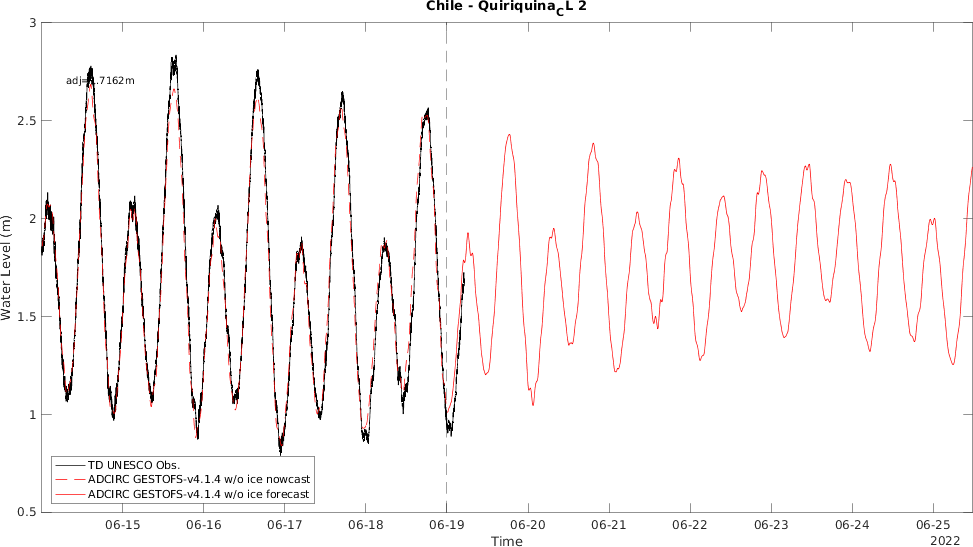 Chile - Quiriquina_CL 2
adj=1.7162m
3
2.5
2
1.5
1
0.5
Water Level (m)
TD UNESCO Obs.
ADCIRC GESTOFS-v4.1.4 w/o ice nowcast
ADCIRC GESTOFS-v4.1.4 w/o ice forecast
06-15 06-16 06-17 06-18 06-19 06-20 06-21 06-22 06-23 06-24 06-25
Time
2022